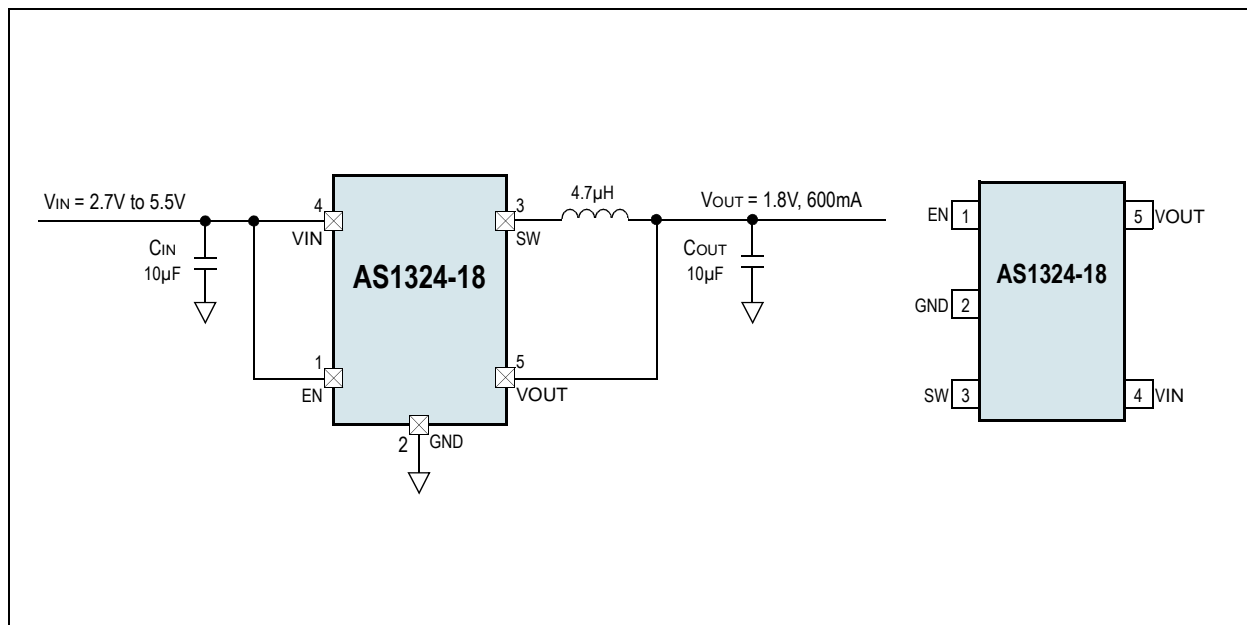 VIN = 2.7V to 5.5V
CIN
10µF
4
VIN
1
EN
AS1324-18
2
GND
3
SW
4.7µH
VOUT = 1.8V, 600mA
COUT
10µF
5
VOUT
EN 1
GND 2
SW 3
AS1324-18
5 VOUT
4 VIN